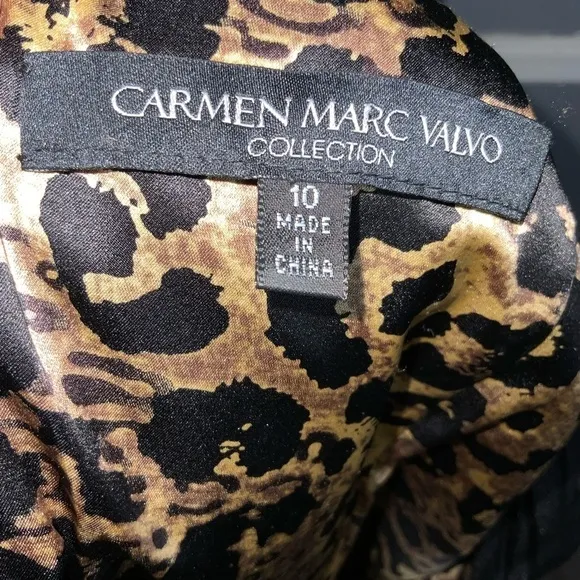 CARMEN MARC VALVO
COLLECTION
10
MADE
IN
CHINA